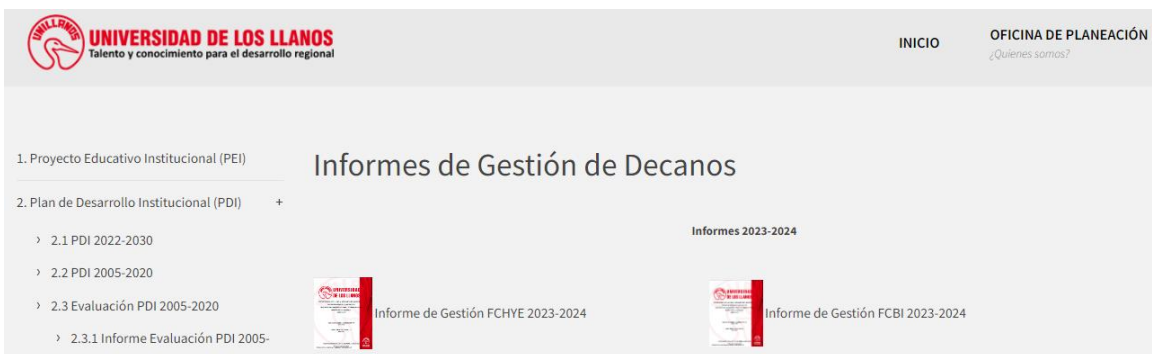 UNILLANOS
UNIVERSIDAD DE LOS LLANOS
Talento y conocimiento para el desarrollo regional
INICIO
OFICINA DE PLANEACIÓN
¿Quienes somos?
1. Proyecto Educativo Institucional (PEI)
2. Plan de Desarrollo Institucional (PDI) +
› 2.1 PDI 2022-2030
› 2.2 PDI 2005-2020
› 2.3 Evaluación PDI 2005-2020
› 2.3.1 Informe Evaluación PDI 2005-
Informes de Gestión de Decanos
Informes 2023-2024
Informe de Gestión FCHYE 2023-2024
Informe de Gestión FCBI 2023-2024